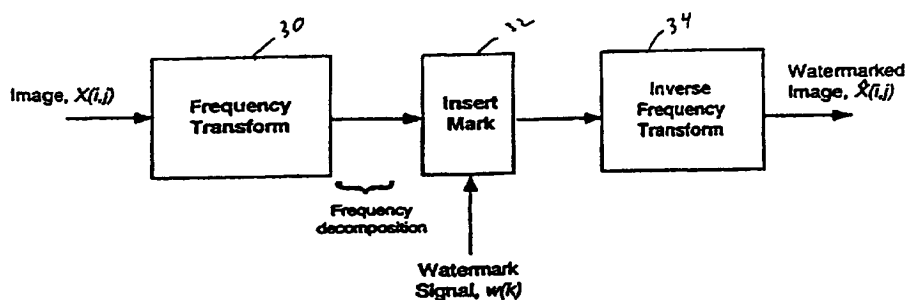 30
32
34
Image, X(i,j)
Frequency
Transform
Insert
Mark
Inverse
Frequency
Transform
Watermarked
Image, X̂(i,j)
Frequency
decomposition
Watermark
Signal, w(k)